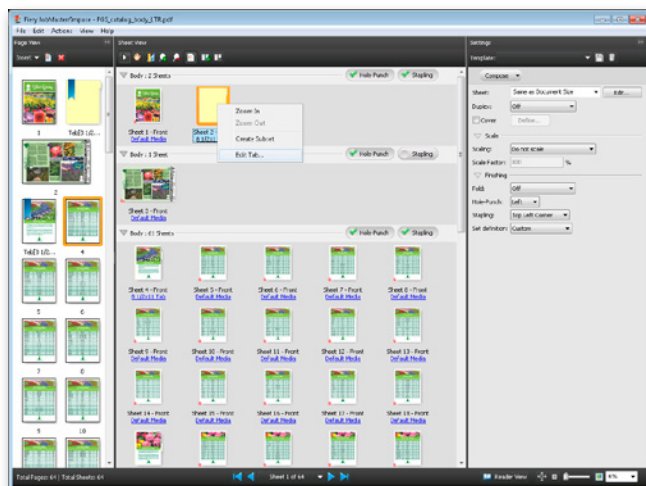 Fiery JobMaster/Impose - FGS_catalog_body_LTR.pdf
File Edit Actions View Help
Page View
Sheet View
Settings
Insert
Template:
Body : 2 Sheets
Hole-Punch
Stapling
Sheet 1 - Front
Default Media
Sheet 2 -
Zoom In
Zoom Out
Create Subset
Edit Tab...
Body : 1 Sheet
Hole-Punch
Stapling
Sheet 3 - Front
Default Media
Body : 61 Sheets
Hole-Punch
Stapling
Sheet 4 - Front
Sheet 5 - Front
Sheet 6 - Front
Sheet 7 - Front
Sheet 8 - Front
8 1/2x11 Tab
Default Media
Default Media
Default Media
Default Media
Sheet 9 - Front
Sheet 10 - Front
Sheet 11 - Front
Sheet 12 - Front
Sheet 13 - Front
Default Media
Default Media
Default Media
Default Media
Default Media
Sheet 14 - Front
Sheet 15 - Front
Sheet 16 - Front
Sheet 17 - Front
Sheet 18 - Front
Default Media
Default Media
Default Media
Default Media
Default Media
1
2
4
5
6
7
8
9
10
Compose
Sheet: Same as Document Size Edit...
Duplex: Off
Cover Define...
Scale
Scaling: Do not scale
Scale Factor: 100 %
Finishing
Fold: Off
Hole-Punch: Left
Stapling: Top Left Corner
Set definition: Custom
Total Pages: 64 | Total Sheets: 64
Sheet 1 of 64
Reader View